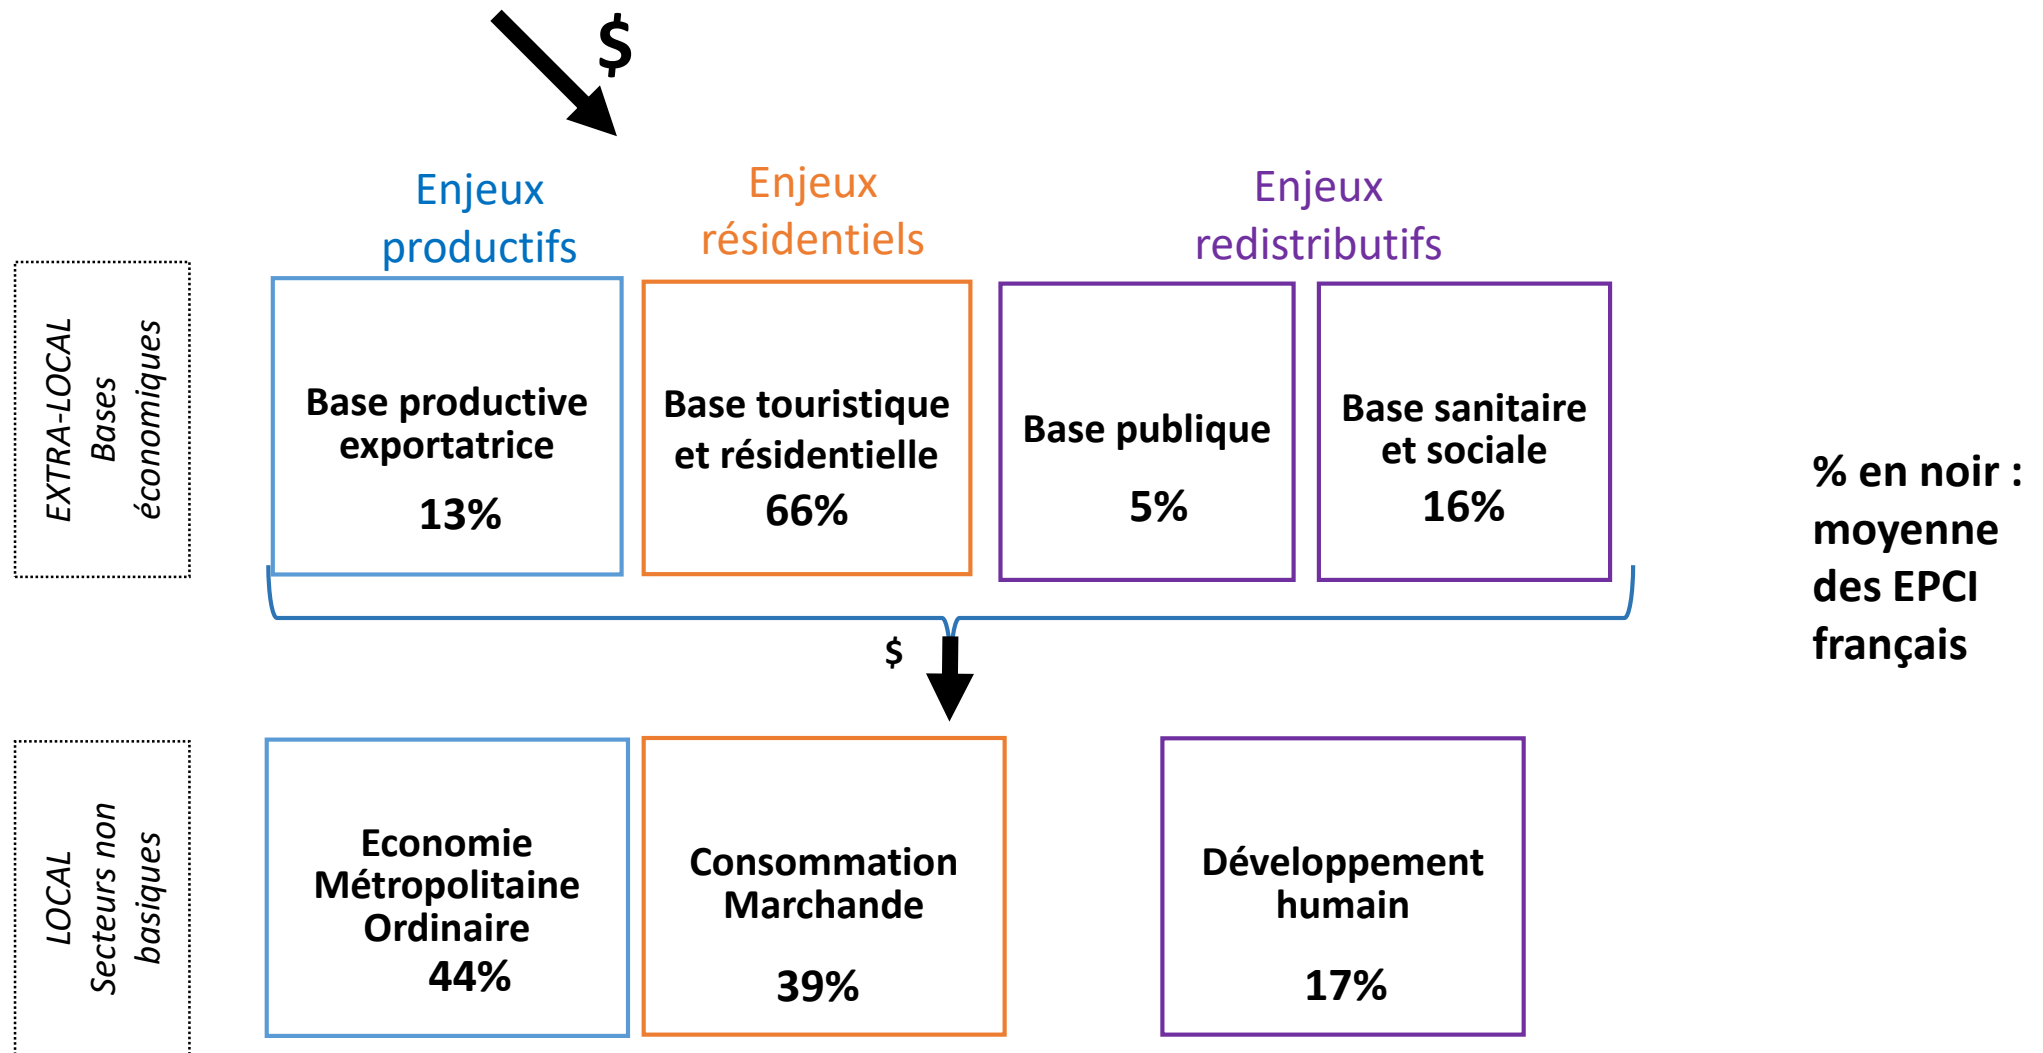 $
Enjeux
productifs
Enjeux
résidentiels
Enjeux
redistributifs
EXTRA-LOCAL
Bases
économiques
Base productive
exportatrice
13%
Base touristique
et résidentielle
66%
Base publique
5%
Base sanitaire
et sociale
16%
% en noir :
moyenne
des EPCI
français
$
LOCAL
Secteurs non
basiques
Economie
Métropolitaine
Ordinaire
44%
Consommation
Marchande
39%
Développement
humain
17%